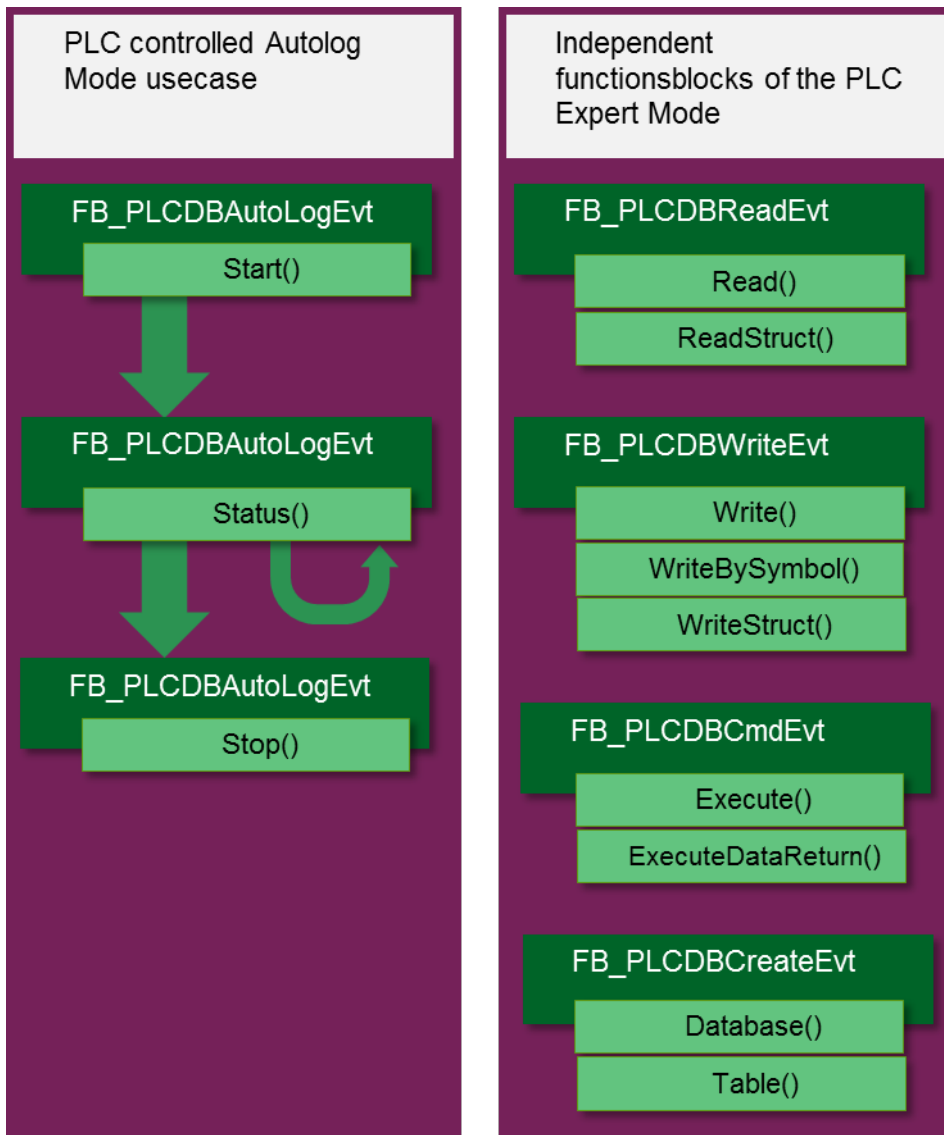 PLC controlled Autolog
Mode usecase
FB_PLCDBAutoLogEvt
Start()
FB_PLCDBAutoLogEvt
Status()
FB_PLCDBAutoLogEvt
Stop()
Independent
functionsblocks of the PLC
Expert Mode
FB_PLCDBReadEvt
Read()
ReadStruct()
FB_PLCDBWriteEvt
Write()
WriteBySymbol()
WriteStruct()
FB_PLCDBCmdEvt
Execute()
ExecuteDataReturn()
FB_PLCDBCreateEvt
Database()
Table()